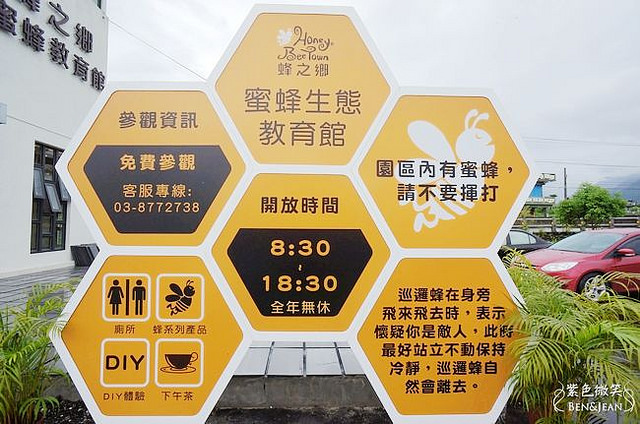 蜂之鄉
蜜蜂教育館
Honey
Bee Town
蜂之鄉
蜜蜂生態
教育館
參觀資訊
免費參觀
客服專線:
03-8772738
園區內有蜜蜂，
請不要揮打
開放時間
8:30
~
18:30
全年無休
廁所
蜂系列產品
DIY
DIY體驗
下午茶
巡邏蜂在身旁
飛來飛去時，表示
懷疑你是敵人，此時
最好站立不動保持
冷靜，巡邏蜂自
然會離去。
紫色微笑
BEN&JEAN